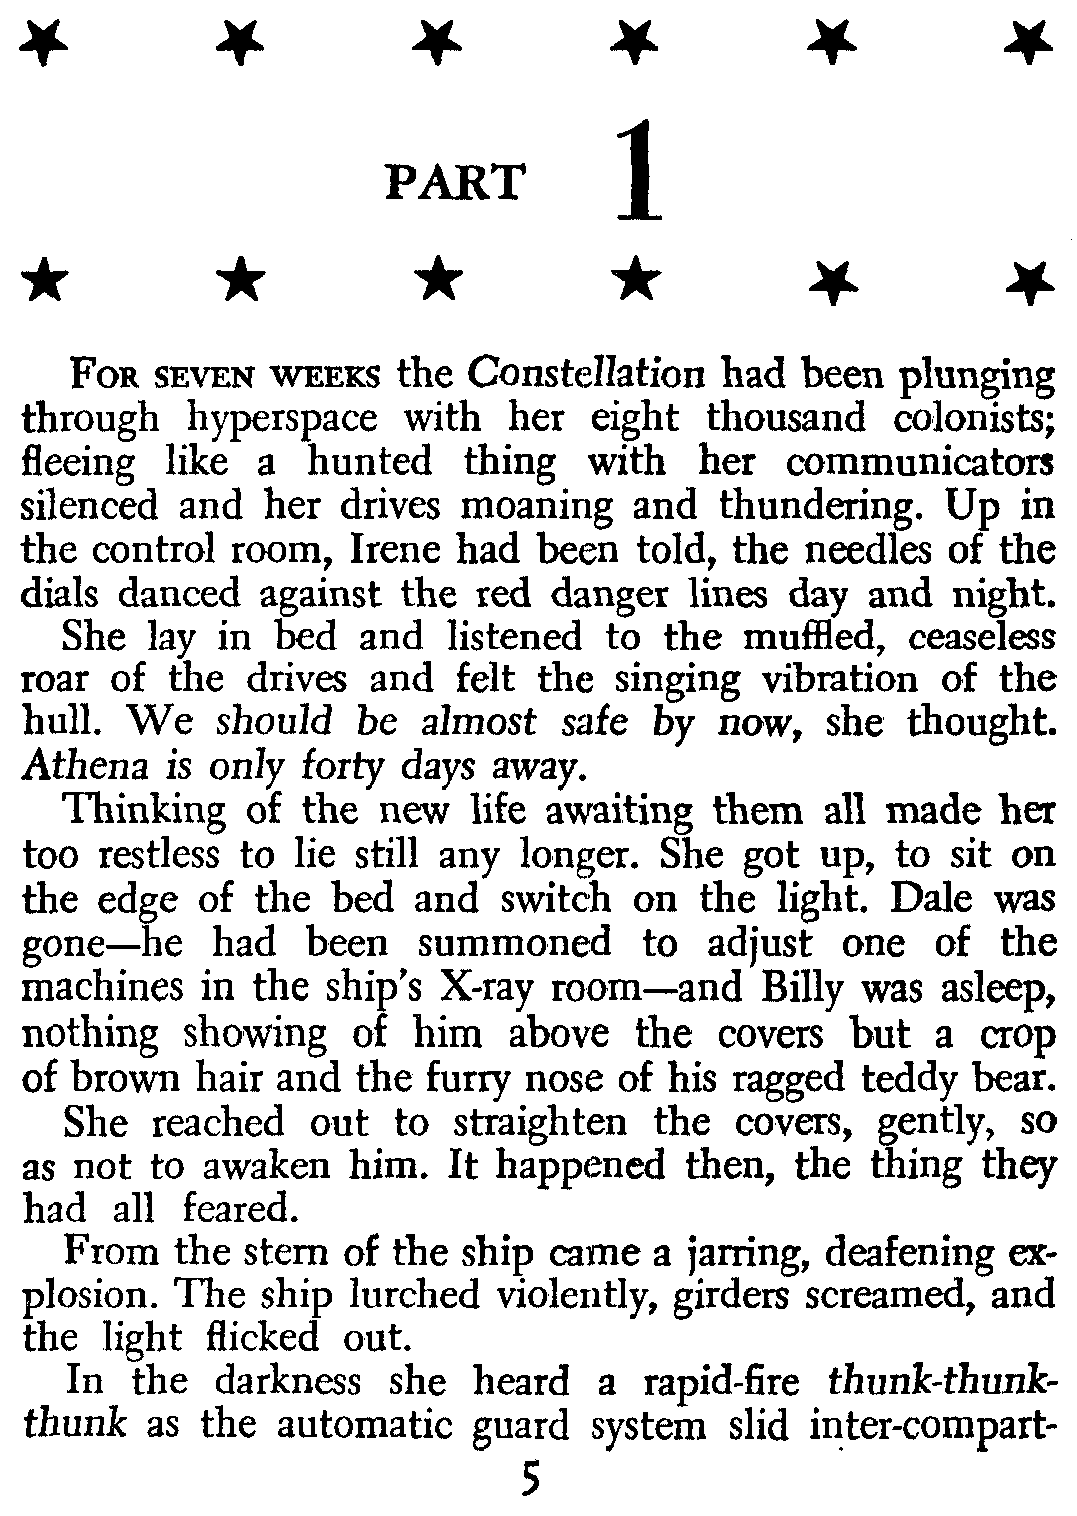 PART 1
FOR SEVEN WEEKS the Constellation had been plunging
through hyperspace with her eight thousand colonists;
fleeing like a hunted thing with her communicators
silenced and her drives moaning and thundering. Up in
the control room, Irene had been told, the needles of the
dials danced against the red danger lines day and night.
She lay in bed and listened to the muffled, ceaseless
roar of the drives and felt the singing vibration of the
hull. We should be almost safe by now, she thought.
Athena is only forty days away.
Thinking of the new life awaiting them all made her
too restless to lie still any longer. She got up, to sit on
the edge of the bed and switch on the light. Dale was
gone—he had been summoned to adjust one of the
machines in the ship's X-ray room—and Billy was asleep,
nothing showing of him above the covers but a crop
of brown hair and the furry nose of his ragged teddy bear.
She reached out to straighten the covers, gently, so
as not to awaken him. It happened then, the thing they
had all feared.
From the stern of the ship came a jarring, deafening ex-
plosion. The ship lurched violently, girders screamed, and
the light flicked out.
In the darkness she heard a rapid-fire thunk-thunk-
thunk as the automatic guard system slid inter-compart-
5